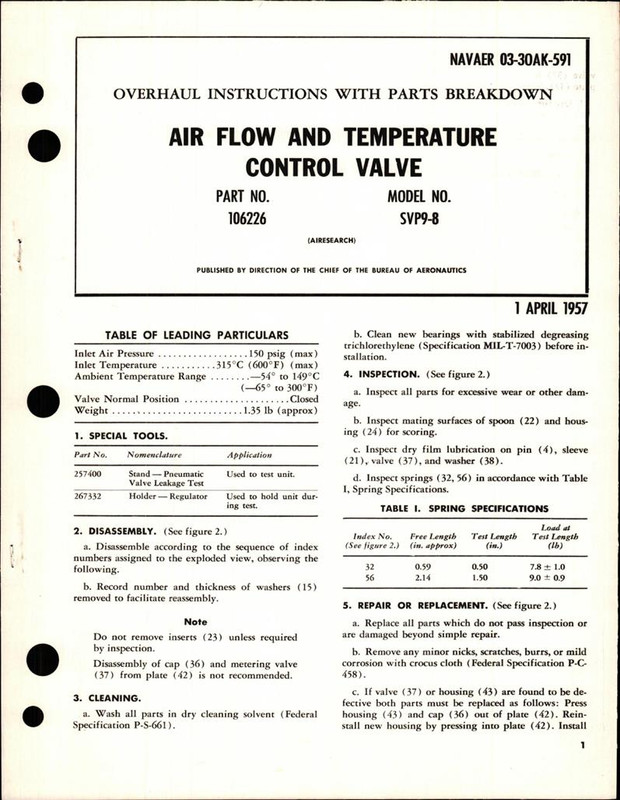 NAVAER 03-30AK-591
OVERHAUL INSTRUCTIONS WITH PARTS BREAKDOWN
AIR FLOW AND TEMPERATURE
CONTROL VALVE
PART NO. MODEL NO.
106226 SVP9-8
(AIRESEARCH)
PUBLISHED BY DIRECTION OF THE CHIEF OF THE BUREAU OF AERONAUTICS
1 APRIL 1957
TABLE OF LEADING PARTICULARS
Inlet Air Pressure .................. 150 psig (max)
Inlet Temperature ........... 315°C (600°F) (max)
Ambient Temperature Range ........ —54° to 149°C
(—65° to 300°F)
Valve Normal Position ..................... Closed
Weight .......................... 1.35 lb (approx)
1. SPECIAL TOOLS.
Part No. Nomenclature Application
257400 Stand — Pneumatic Used to test unit.
Valve Leakage Test
267332 Holder — Regulator Used to hold unit dur-
ing test.
2. DISASSEMBLY. (See figure 2.)
a. Disassemble according to the sequence of index
numbers assigned to the exploded view, observing the
following.
b. Record number and thickness of washers (15)
removed to facilitate reassembly.
Note
Do not remove inserts (23) unless required
by inspection.
Disassembly of cap (36) and metering valve
(37) from plate (42) is not recommended.
3. CLEANING.
a. Wash all parts in dry cleaning solvent (Federal
Specification P-S-661).
b. Clean new bearings with stabilized degreasing
trichlorethylene (Specification MIL-T-7003) before in-
stallation.
4. INSPECTION. (See figure 2.)
a. Inspect all parts for excessive wear or other dam-
age.
b. Inspect mating surfaces of spoon (22) and hous-
ing (24) for scoring.
c. Inspect dry film lubrication on pin (4), sleeve
(21), valve (37), and washer (38).
d. Inspect springs (32, 56) in accordance with Table
I, Spring Specifications.
TABLE I. SPRING SPECIFICATIONS
Load at
Index No. Free Length Test Length Test Length
(See figure 2.) (in. approx) (in.) (lb)
32 0.59 0.50 7.8 ± 1.0
56 2.14 1.50 9.0 ± 0.9
5. REPAIR OR REPLACEMENT. (See figure 2.)
a. Replace all parts which do not pass inspection or
are damaged beyond simple repair.
b. Remove any minor nicks, scratches, burrs, or mild
corrosion with crocus cloth (Federal Specification P-C-
458).
c. If valve (37) or housing (43) are found to be de-
fective both parts must be replaced as follows: Press
housing (43) and cap (36) out of plate (42). Rein-
stall new housing by pressing into plate (42). Install
1